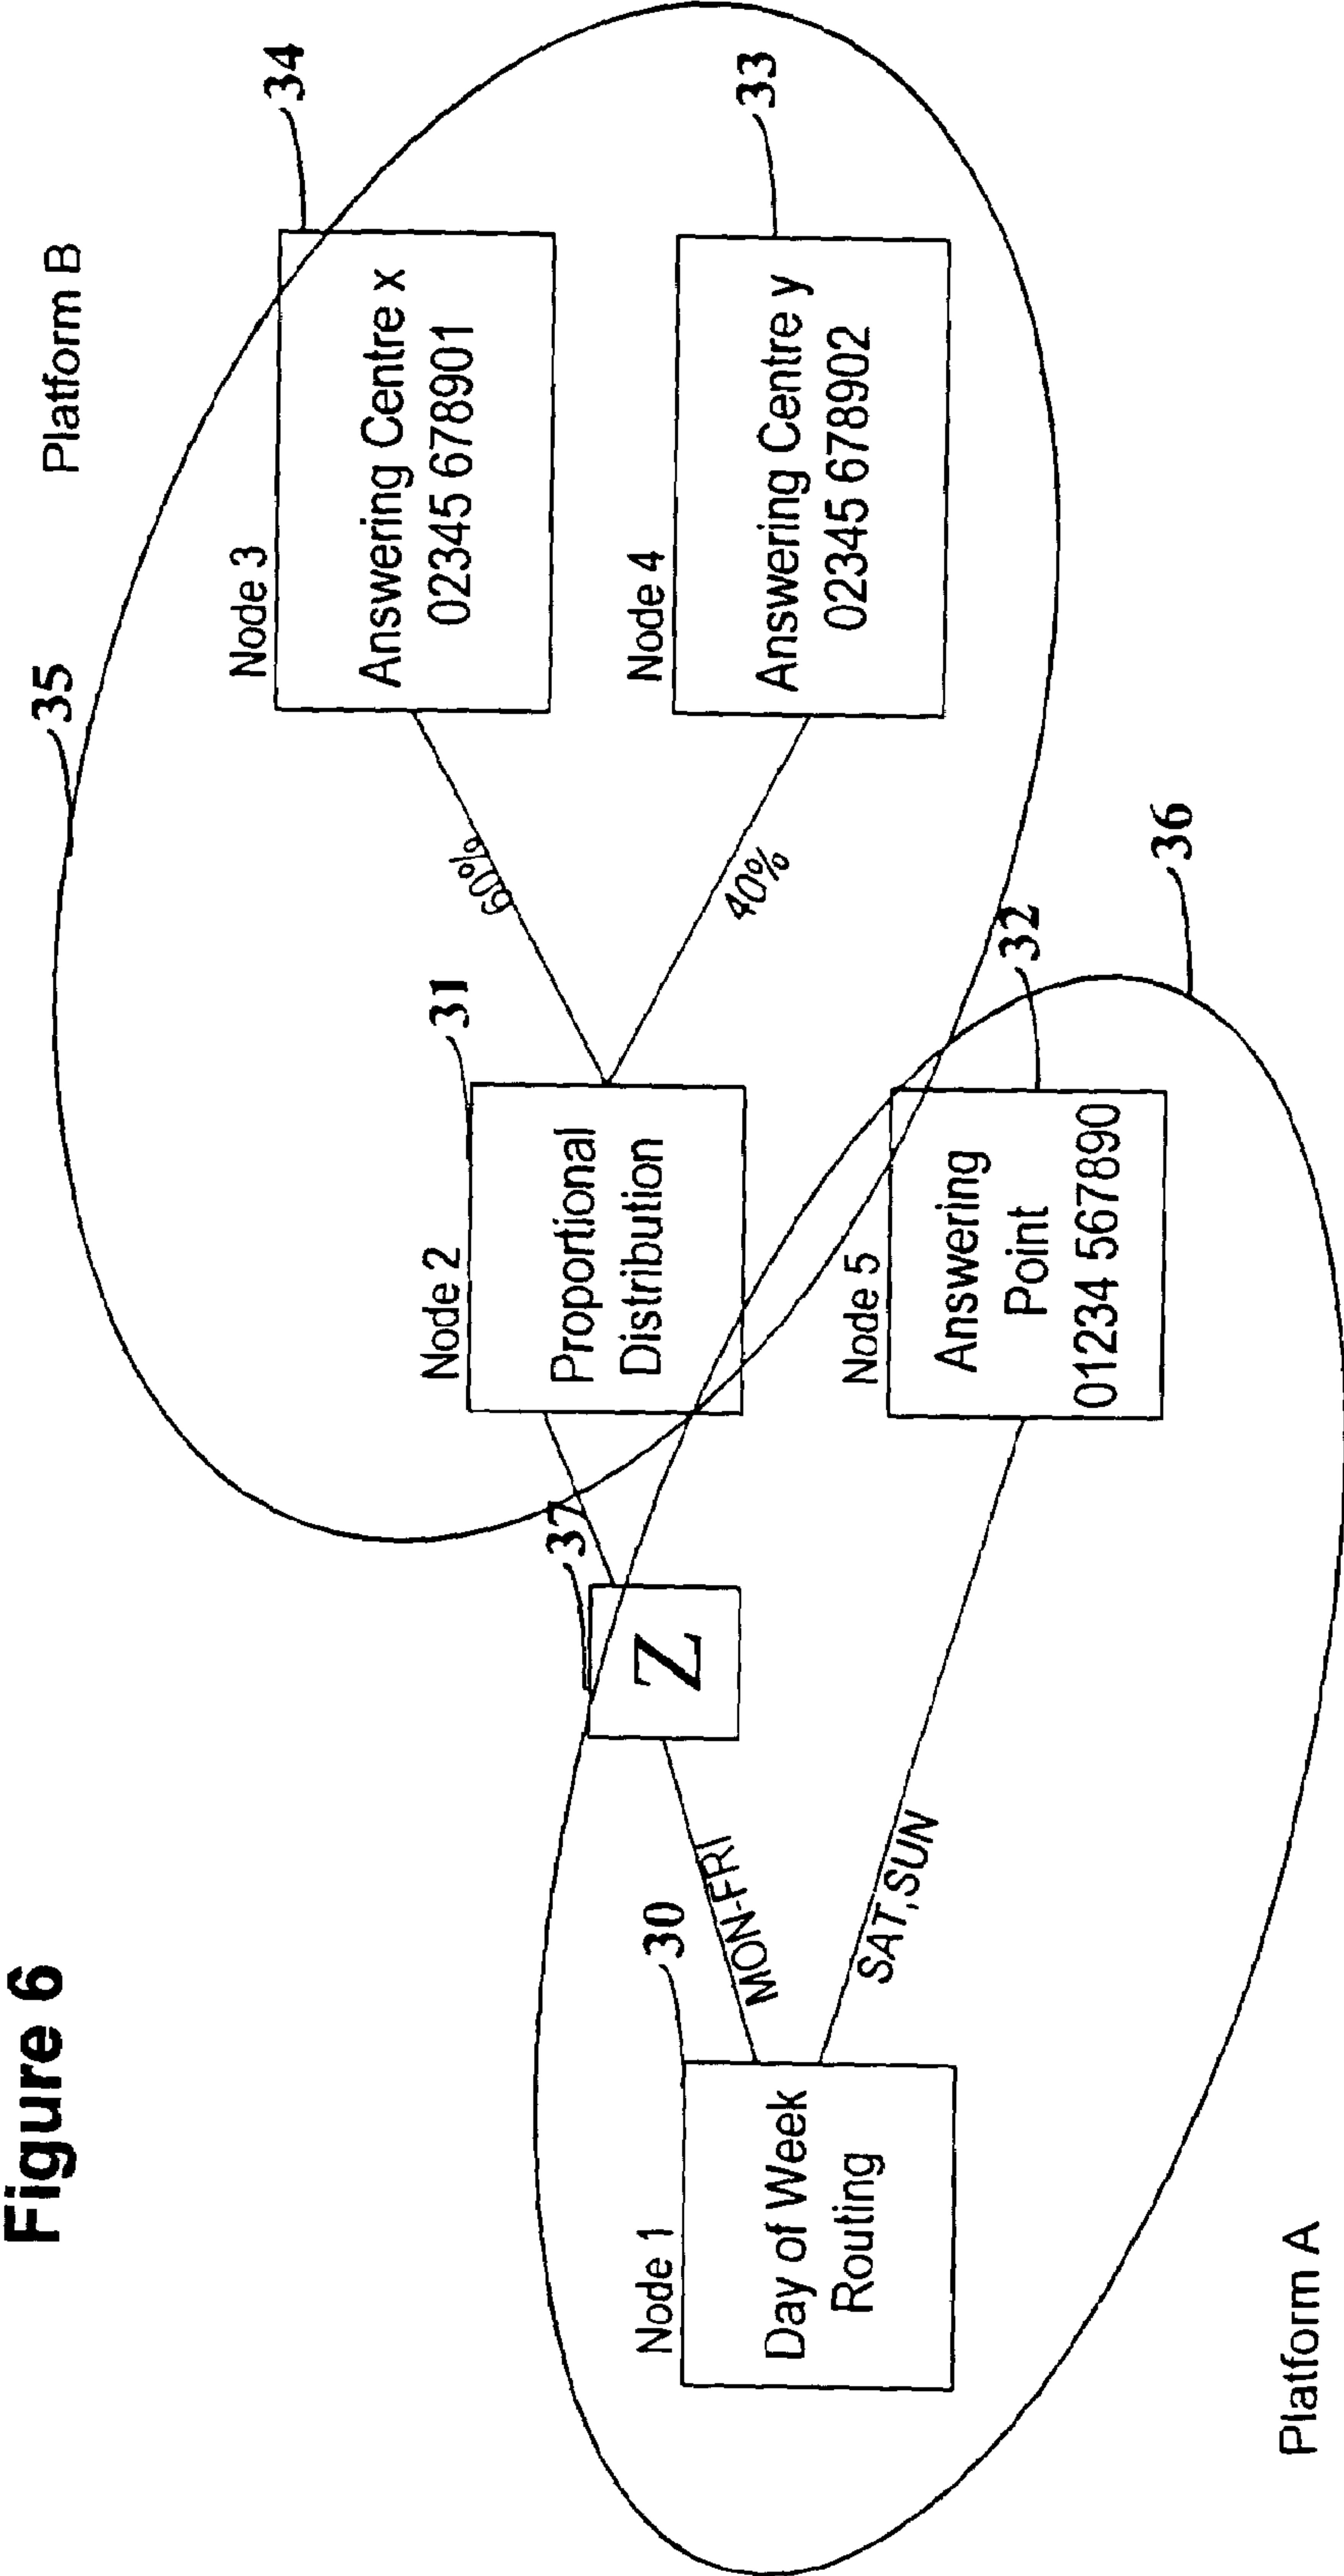 Figure 6
Platform B
35
34
Node 3
Answering Centre x
02345 678901
31
Node 2
Proportional
Distribution
60%
40%
33
Node 4
Answering Centre y
02345 678902
37
Z
30
Node 1
Day of Week
Routing
MON-FRI
SAT,SUN
32
Node 5
Answering
Point
01234 567890
36
Platform A